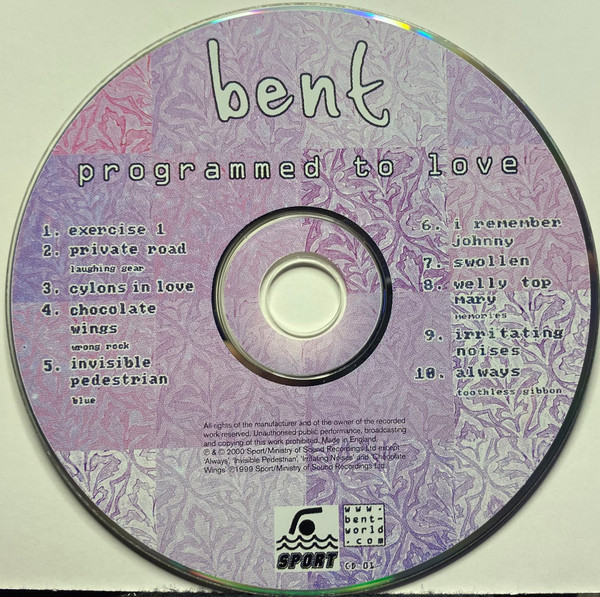 bent
programmed to love
1. exercise 1
2. private road
laughing gear
3. cylons in love
4. chocolate
wings
wrong rock
5. invisible
pedestrian
blue
6. i remember
johnny
7. swollen
8. welly top
mary
memories
9. irritating
noises
10. always
toothless gibbon
All rights of the manufacturer and of the owner of the recorded
work reserved. Unauthorised public performance, broadcasting
and copying of this work prohibited. Made in England.
℗ & © 2000 Sport/Ministry of Sound Recordings Ltd except
'Always', 'Invisible Pedestrian', 'Irritating Noises' and 'Chocolate
Wings' ℗1999 Sport/Ministry of Sound Recordings Ltd.
SPORT
www.
bent-
world
.com
CD 01